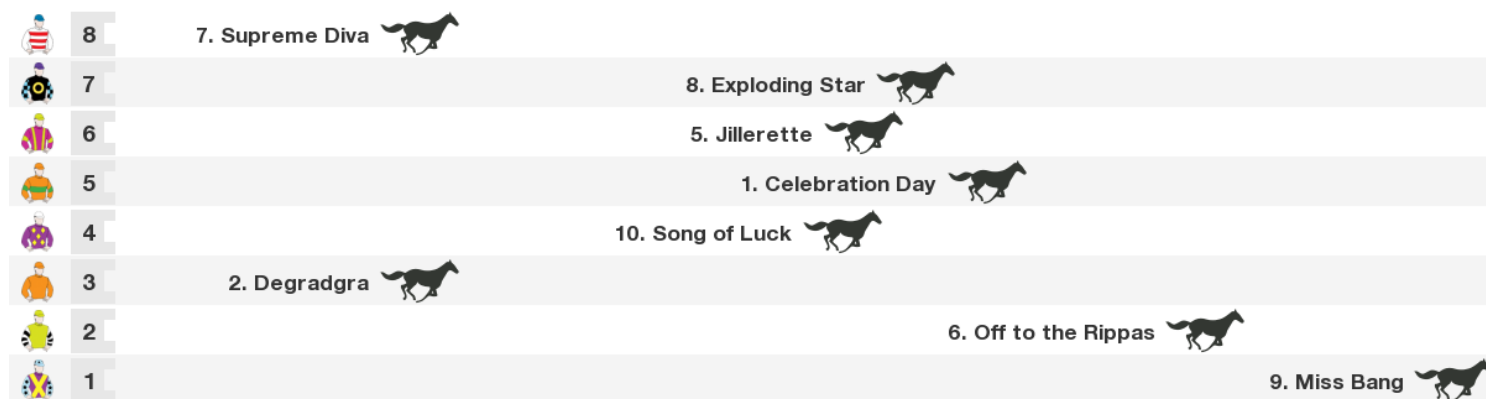 8 7. Supreme Diva
7 8. Exploding Star
6 5. Jillerette
5 1. Celebration Day
4 10. Song of Luck
3 2. Degradgra
2 6. Off to the Rippas
1 9. Miss Bang